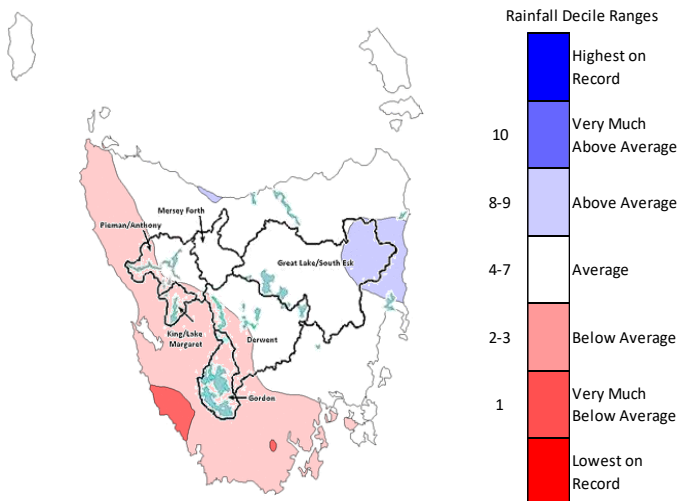 Rainfall Decile Ranges
Highest on
Record
10
Very Much
Above Average
8-9
Above Average
4-7
Average
2-3
Below Average
1
Very Much
Below Average
Lowest on
Record
Mersey Forth
Pieman/Anthony
Great Lake/South Esk
King/Lake
Margaret
Derwent
Gordon